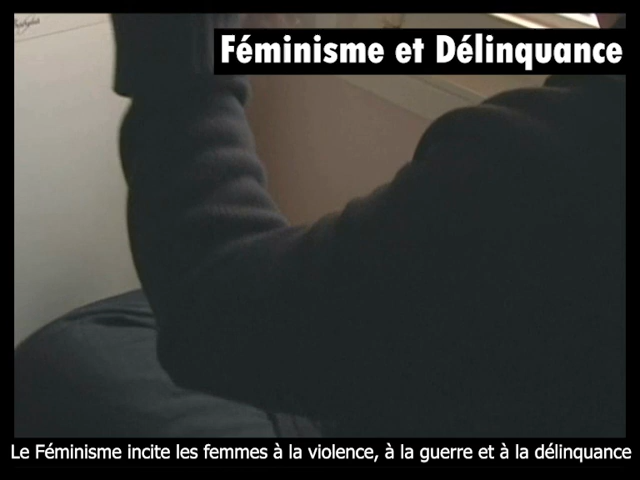 Féminisme et Délinquance
Le Féminisme incite les femmes à la violence, à la guerre et à la délinquance